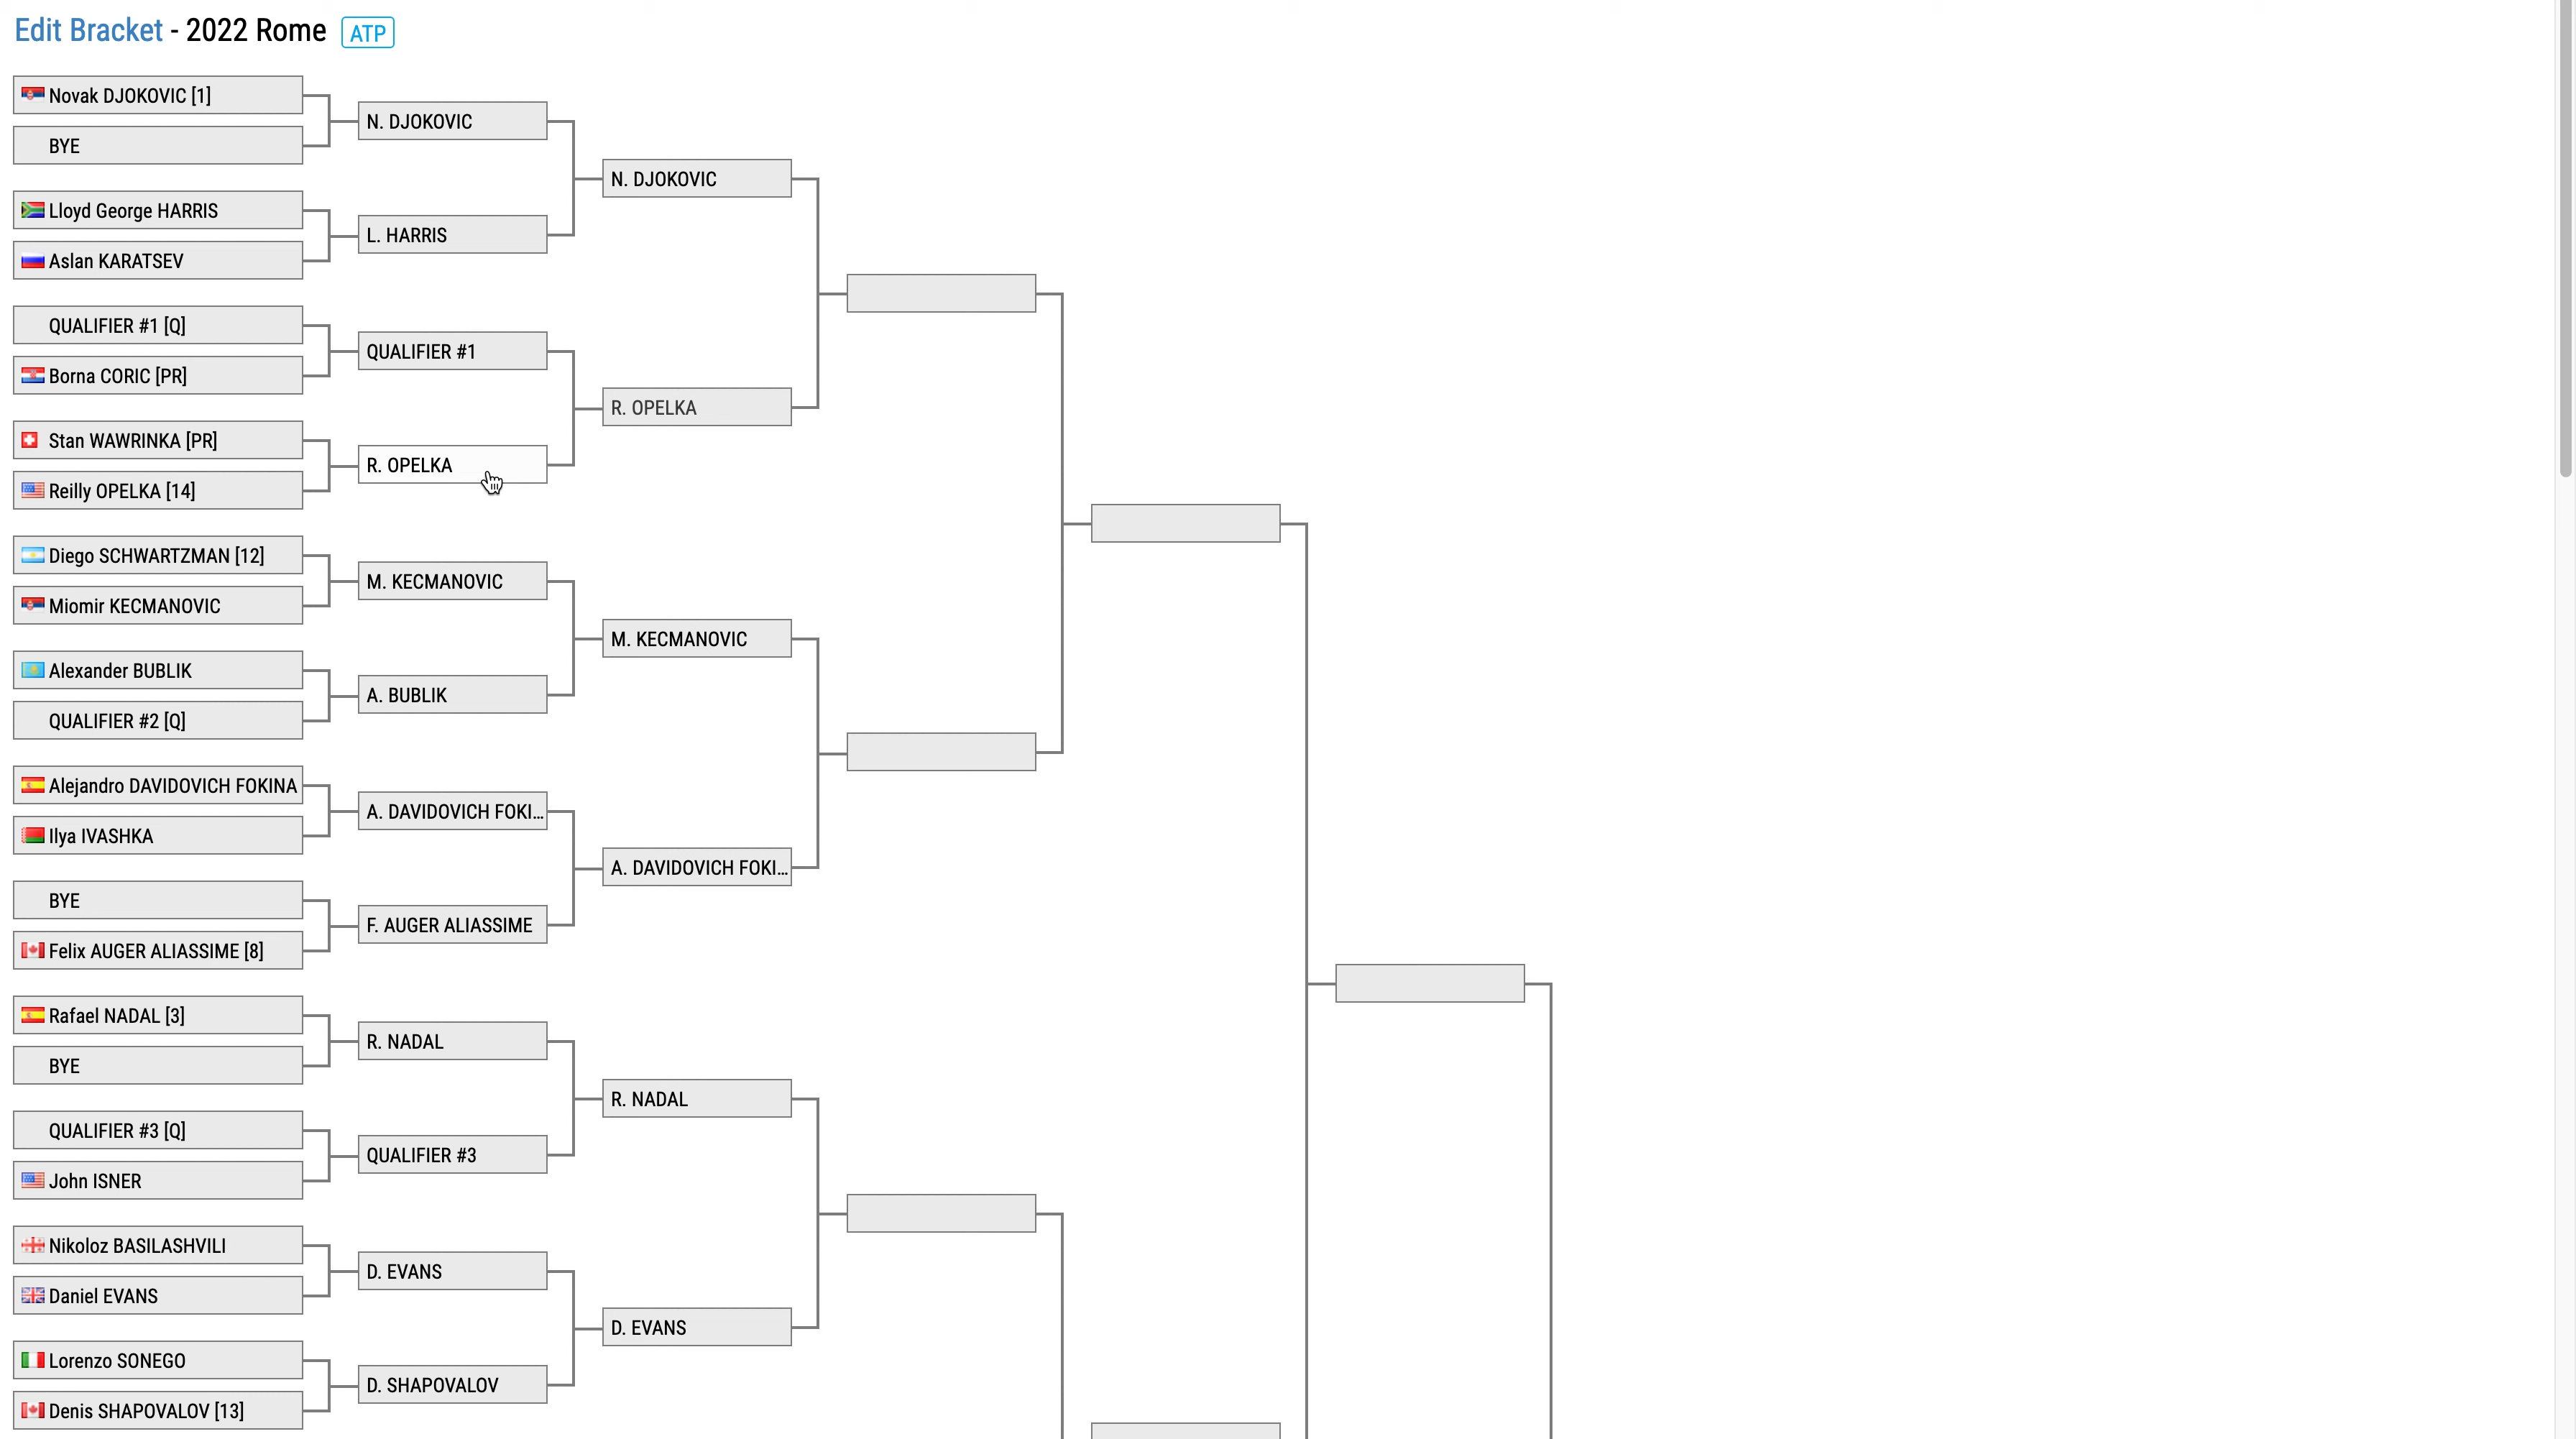 Edit Bracket - 2022 Rome ATP
Novak DJOKOVIC [1]
BYE
Lloyd George HARRIS
Aslan KARATSEV
QUALIFIER #1 [Q]
Borna CORIC [PR]
Stan WAWRINKA [PR]
Reilly OPELKA [14]
Diego SCHWARTZMAN [12]
Miomir KECMANOVIC
Alexander BUBLIK
QUALIFIER #2 [Q]
Alejandro DAVIDOVICH FOKINA
Ilya IVASHKA
BYE
Felix AUGER ALIASSIME [8]
Rafael NADAL [3]
BYE
QUALIFIER #3 [Q]
John ISNER
Nikoloz BASILASHVILI
Daniel EVANS
Lorenzo SONEGO
Denis SHAPOVALOV [13]
N. DJOKOVIC
L. HARRIS
QUALIFIER #1
R. OPELKA
M. KECMANOVIC
A. BUBLIK
A. DAVIDOVICH FOKI...
F. AUGER ALIASSIME
R. NADAL
QUALIFIER #3
D. EVANS
D. SHAPOVALOV
N. DJOKOVIC
R. OPELKA
M. KECMANOVIC
A. DAVIDOVICH FOKI...
R. NADAL
D. EVANS